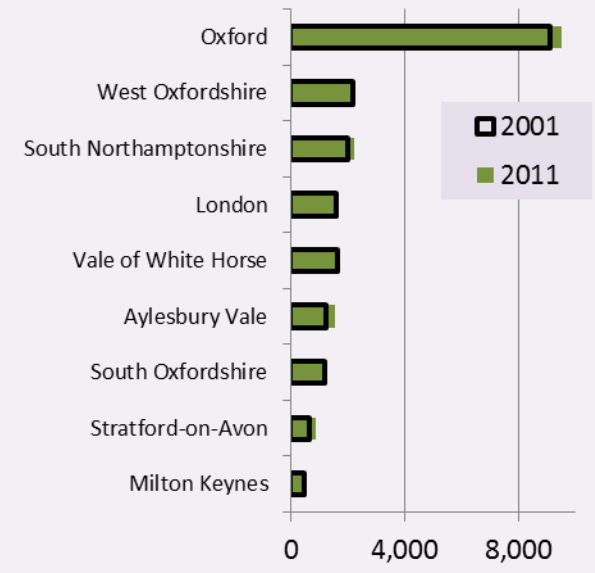 Oxford
West Oxfordshire
South Northamptonshire
London
Vale of White Horse
Aylesbury Vale
South Oxfordshire
Stratford-on-Avon
Milton Keynes
2001
2011
0 4,000 8,000